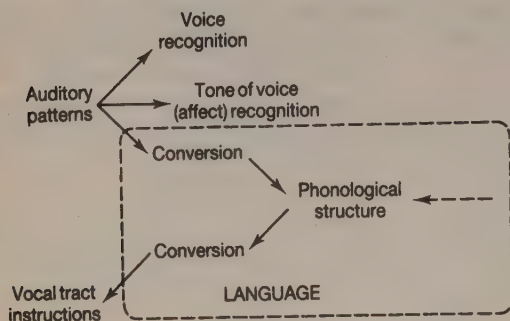 Voice
recognition
Auditory
patterns
Tone of voice
(affect) recognition
Conversion
Phonological
structure
Conversion
Vocal tract
instructions
LANGUAGE